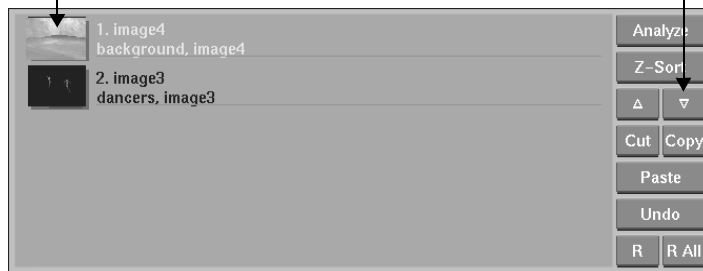 1. image4
background, image4
2. image3
dancers, image3
Analyze
Z-Sort
Cut Copy
Paste
Undo
R R All